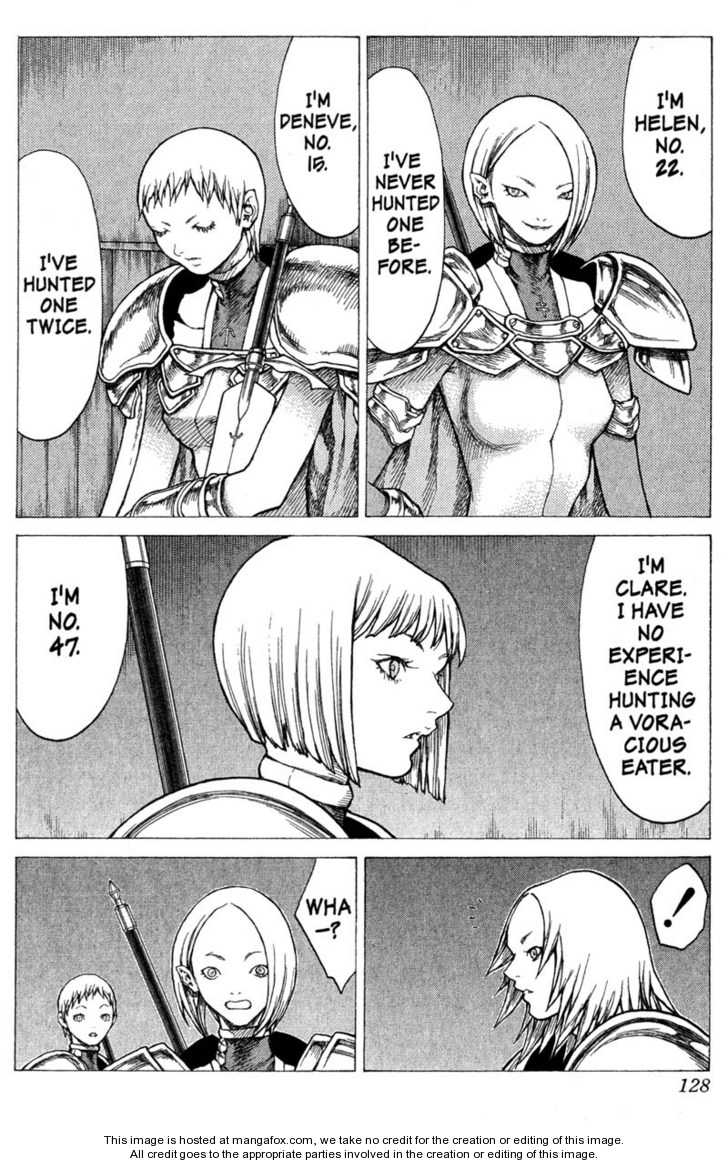 I'M
HELEN,
NO.
22.
I'VE
NEVER
HUNTED
ONE
BE-
FORE.
I'M
DENEVE,
NO.
15.
I'VE
HUNTED
ONE
TWICE.
I'M
CLARE.
I HAVE
NO
EXPERI-
ENCE
HUNTING
A VORA-
CIOUS
EATER.
I'M
NO.
47.
!
WHA
—?
128
This image is hosted at mangafox.com, we take no credit for the creation or editing of this image.
All credit goes to the appropriate parties involved in the creation or editing of this image.